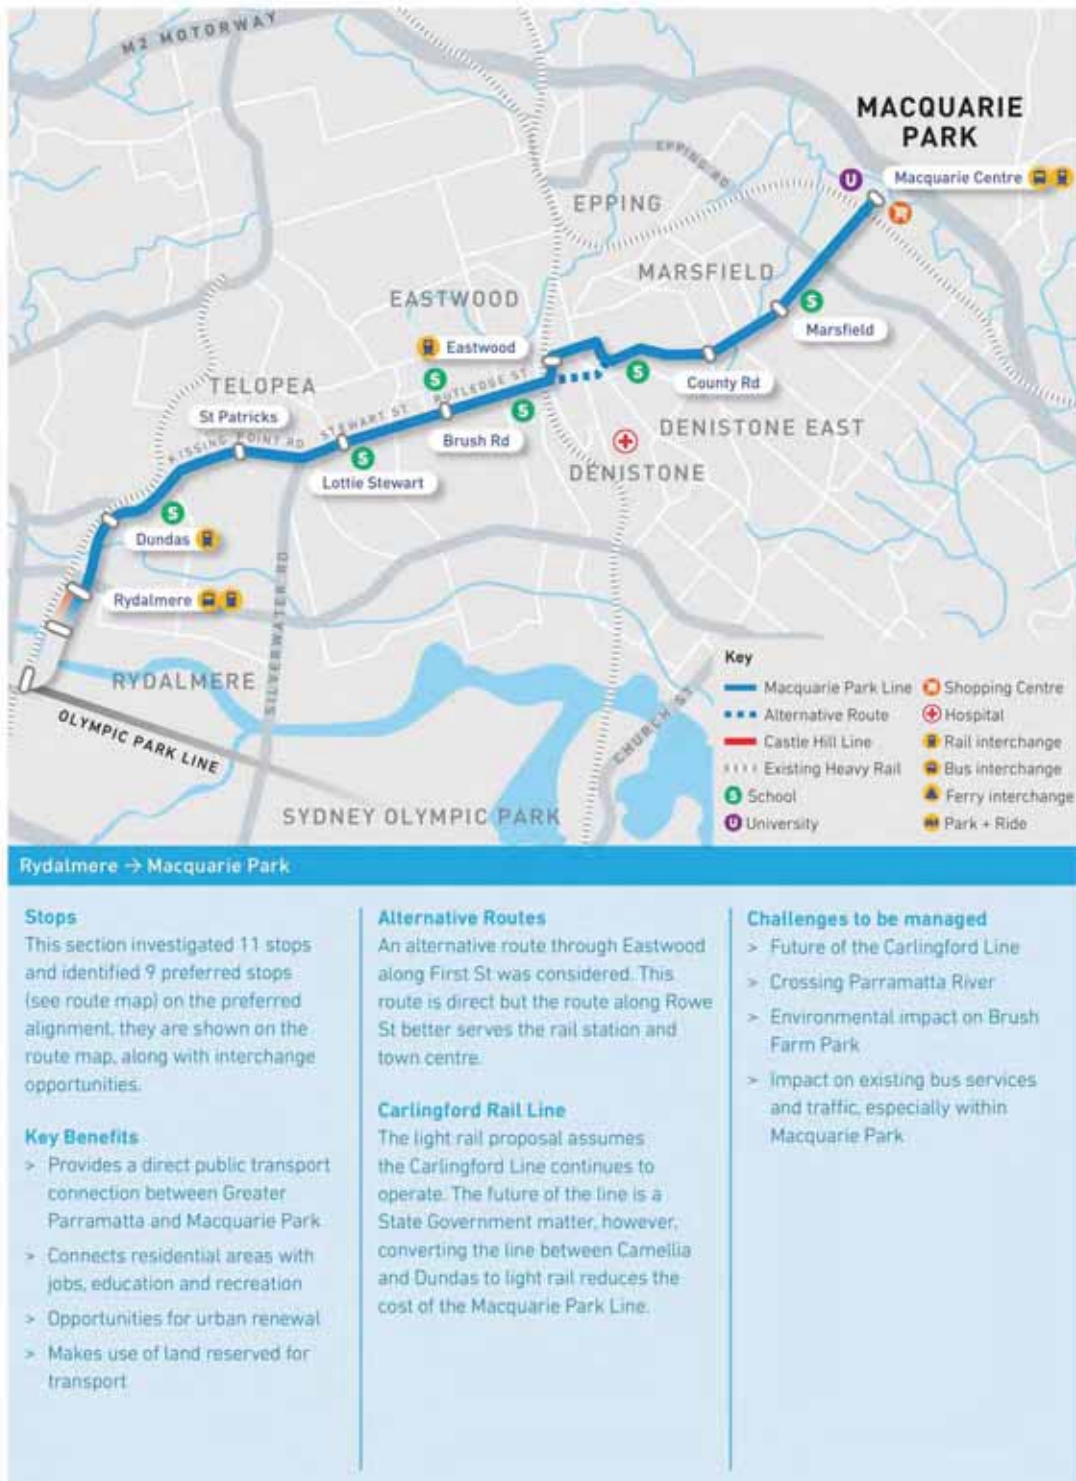 M2 MOTORWAY
MACQUARIE
PARK
EPPING RD
U
Macquarie Centre
EPPING
MARSFIELD
EASTWOOD
S
Marsfield
Eastwood
S
RUTLEDGE ST
S
County Rd
TELOPEA
St Patricks
STEWART ST
S
Brush Rd
DENISTONE EAST
KISSING POINT RD
S
Lottie Stewart
DENISTONE
S
Dundas
Rydalmere
SILVERWATER RD
RYDALMERE
OLYMPIC PARK LINE
CHURCH ST
SYDNEY OLYMPIC PARK
Key
Macquarie Park Line
Alternative Route
Castle Hill Line
Existing Heavy Rail
S School
U University
Shopping Centre
Hospital
Rail interchange
Bus interchange
Ferry interchange
Park + Ride
Rydalmere → Macquarie Park
Stops
This section investigated 11 stops
and identified 9 preferred stops
(see route map) on the preferred
alignment, they are shown on the
route map, along with interchange
opportunities.
Key Benefits
> Provides a direct public transport
connection between Greater
Parramatta and Macquarie Park
> Connects residential areas with
jobs, education and recreation
> Opportunities for urban renewal
> Makes use of land reserved for
transport
Alternative Routes
An alternative route through Eastwood
along First St was considered. This
route is direct but the route along Rowe
St better serves the rail station and
town centre.
Carlingford Rail Line
The light rail proposal assumes
the Carlingford Line continues to
operate. The future of the line is a
State Government matter, however,
converting the line between Camellia
and Dundas to light rail reduces the
cost of the Macquarie Park Line.
Challenges to be managed
> Future of the Carlingford Line
> Crossing Parramatta River
> Environmental impact on Brush
Farm Park
> Impact on existing bus services
and traffic, especially within
Macquarie Park